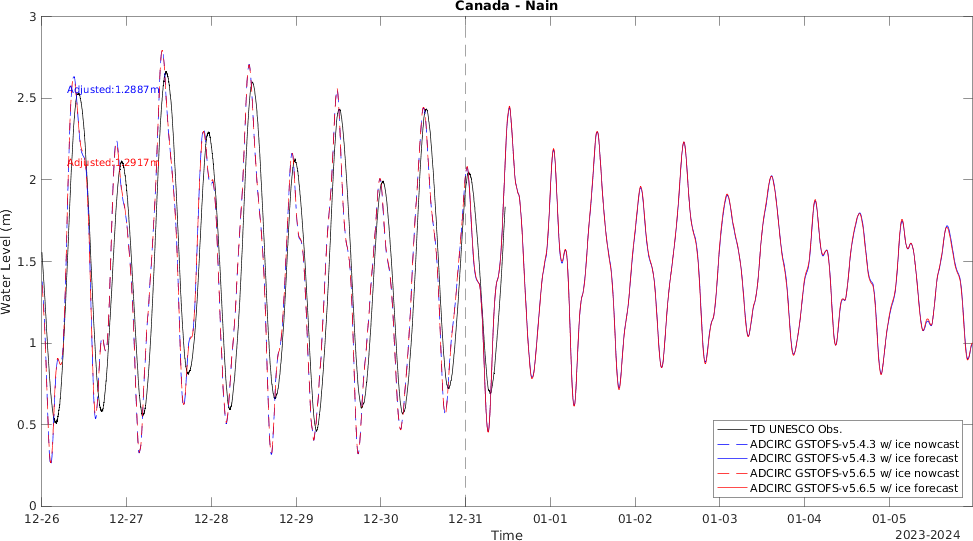 Canada - Nain
3
2.5
2
1.5
1
0.5
0
Water Level (m)
Adjusted:1.2887m
Adjusted:1.2917m
TD UNESCO Obs.
ADCIRC GSTOFS-v5.4.3 w/ ice nowcast
ADCIRC GSTOFS-v5.4.3 w/ ice forecast
ADCIRC GSTOFS-v5.6.5 w/ ice nowcast
ADCIRC GSTOFS-v5.6.5 w/ ice forecast
12-26 12-27 12-28 12-29 12-30 12-31 01-01 01-02 01-03 01-04 01-05
Time
2023-2024